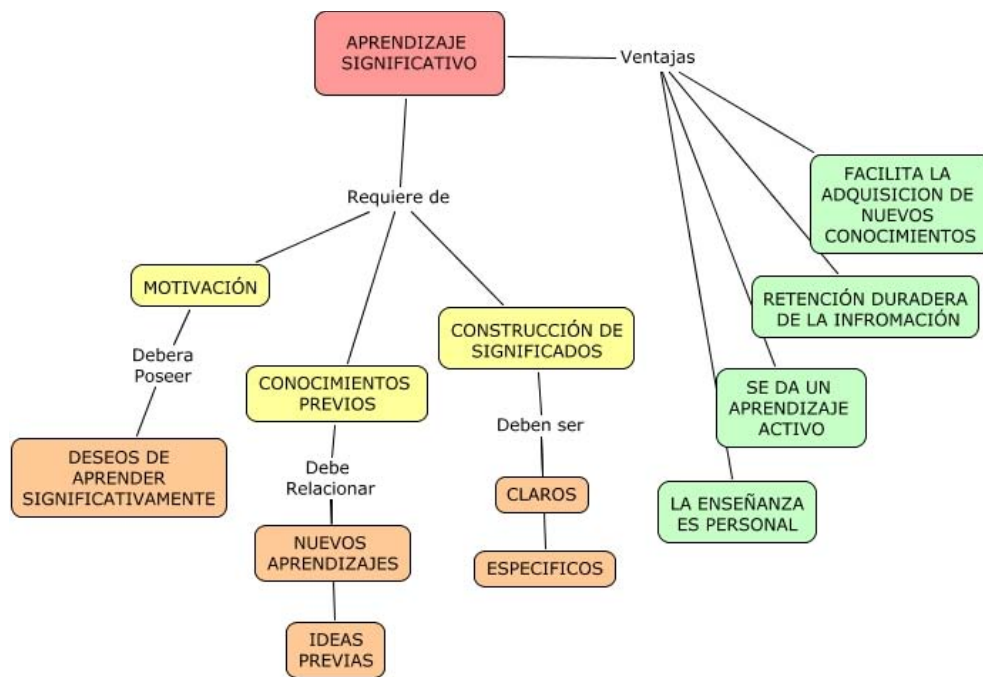 APRENDIZAJE
SIGNIFICATIVO
Ventajas
Requiere de
MOTIVACIÓN
Debera
Poseer
DESEOS DE
APRENDER
SIGNIFICATIVAMENTE
CONOCIMIENTOS
PREVIOS
Debe
Relacionar
NUEVOS
APRENDIZAJES
IDEAS
PREVIAS
CONSTRUCCIÓN DE
SIGNIFICADOS
Deben ser
CLAROS
ESPECIFICOS
FACILITA LA
ADQUISICION DE
NUEVOS
CONOCIMIENTOS
RETENCIÓN DURADERA
DE LA INFROMACIÓN
SE DA UN
APRENDIZAJE
ACTIVO
LA ENSEÑANZA
ES PERSONAL